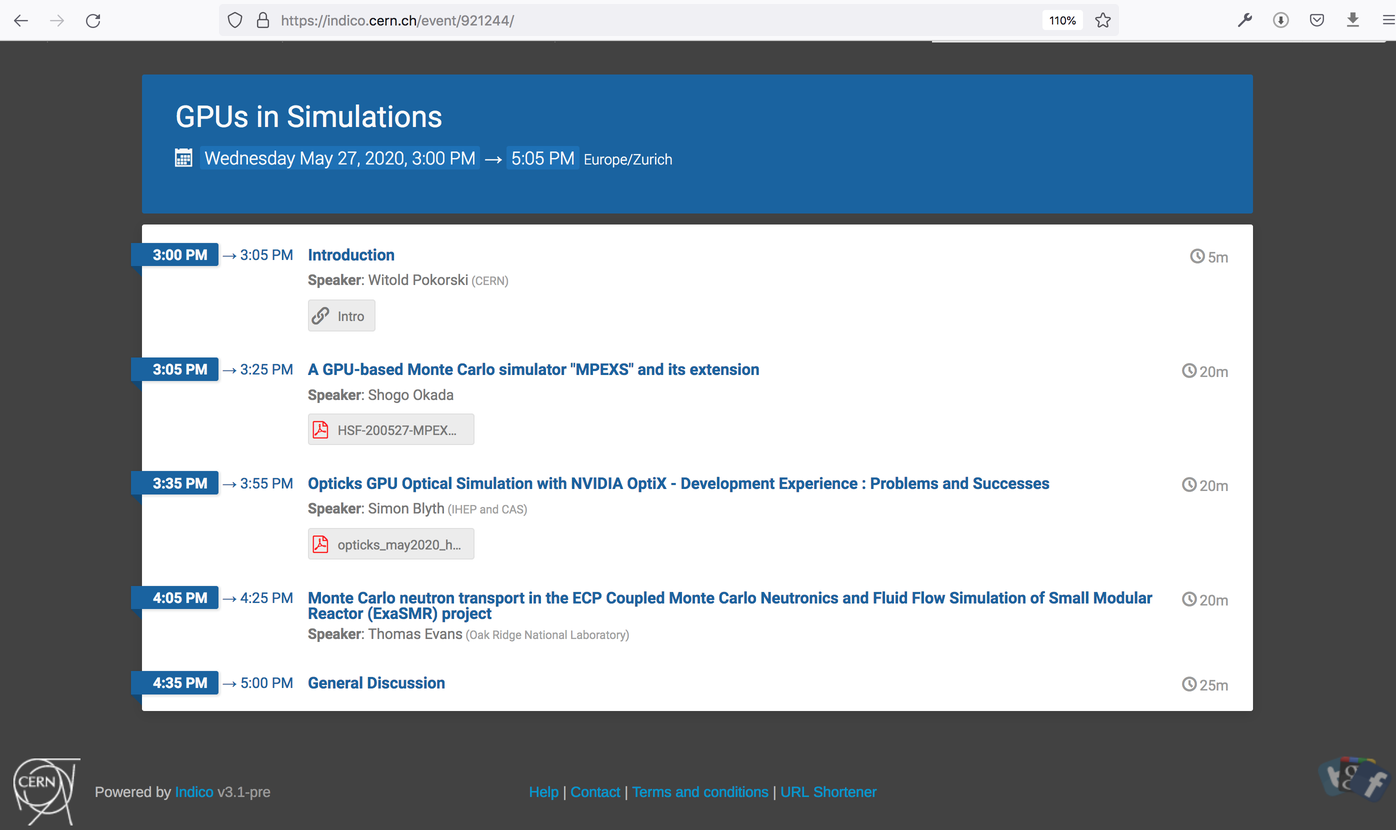 https://indico.cern.ch/event/921244/
110%
GPUs in Simulations
Wednesday May 27, 2020, 3:00 PM → 5:05 PM Europe/Zurich
3:00 PM → 3:05 PM Introduction 5m
Speaker: Witold Pokorski (CERN)
Intro
3:05 PM → 3:25 PM A GPU-based Monte Carlo simulator "MPEXS" and its extension 20m
Speaker: Shogo Okada
HSF-200527-MPEX...
3:35 PM → 3:55 PM Opticks GPU Optical Simulation with NVIDIA OptiX - Development Experience : Problems and Successes 20m
Speaker: Simon Blyth (IHEP and CAS)
opticks_may2020_h...
4:05 PM → 4:25 PM Monte Carlo neutron transport in the ECP Coupled Monte Carlo Neutronics and Fluid Flow Simulation of Small Modular 20m
Reactor (ExaSMR) project
Speaker: Thomas Evans (Oak Ridge National Laboratory)
4:35 PM → 5:00 PM General Discussion 25m
CERN
Powered by Indico v3.1-pre
Help | Contact | Terms and conditions | URL Shortener